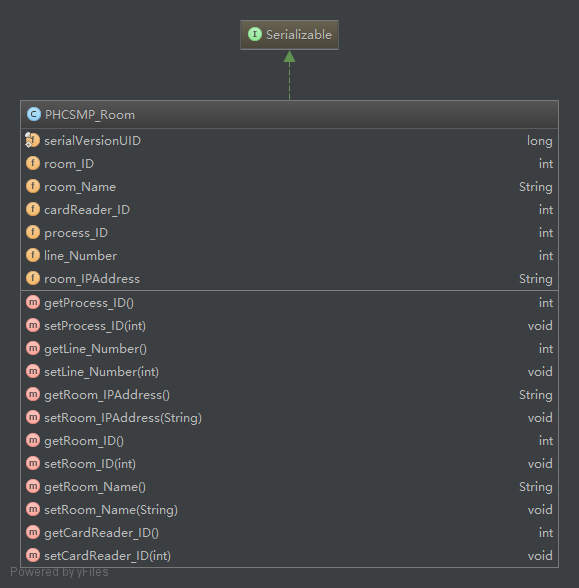 I Serializable
C PHCSMP_Room
f serialVersionUID long
f room_ID int
f room_Name String
f cardReader_ID int
f process_ID int
f line_Number int
f room_IPAddress String
m getProcess_ID() int
m setProcess_ID(int) void
m getLine_Number() int
m setLine_Number(int) void
m getRoom_IPAddress() String
m setRoom_IPAddress(String) void
m getRoom_ID() int
m setRoom_ID(int) void
m getRoom_Name() String
m setRoom_Name(String) void
m getCardReader_ID() int
m setCardReader_ID(int) void
Powered by yFiles